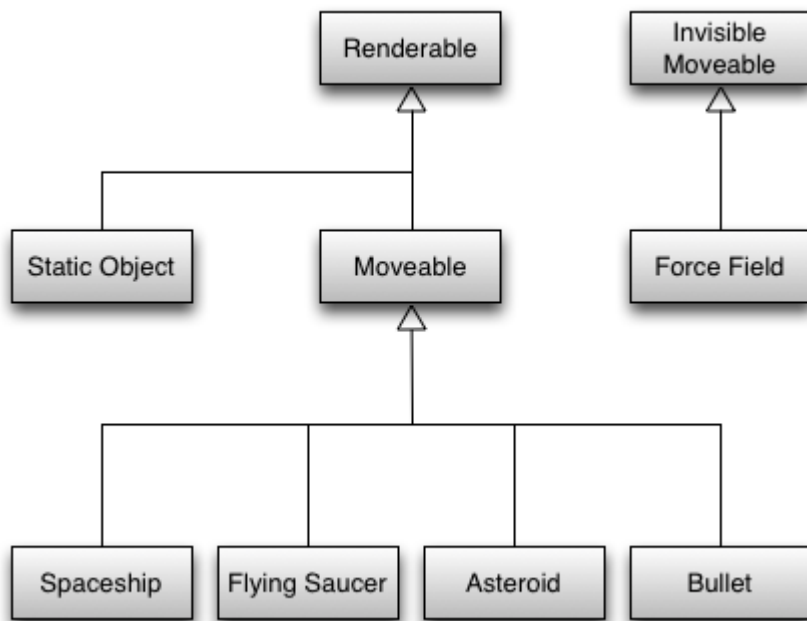 Renderable
Invisible
Moveable
Static Object
Moveable
Force Field
Spaceship
Flying Saucer
Asteroid
Bullet